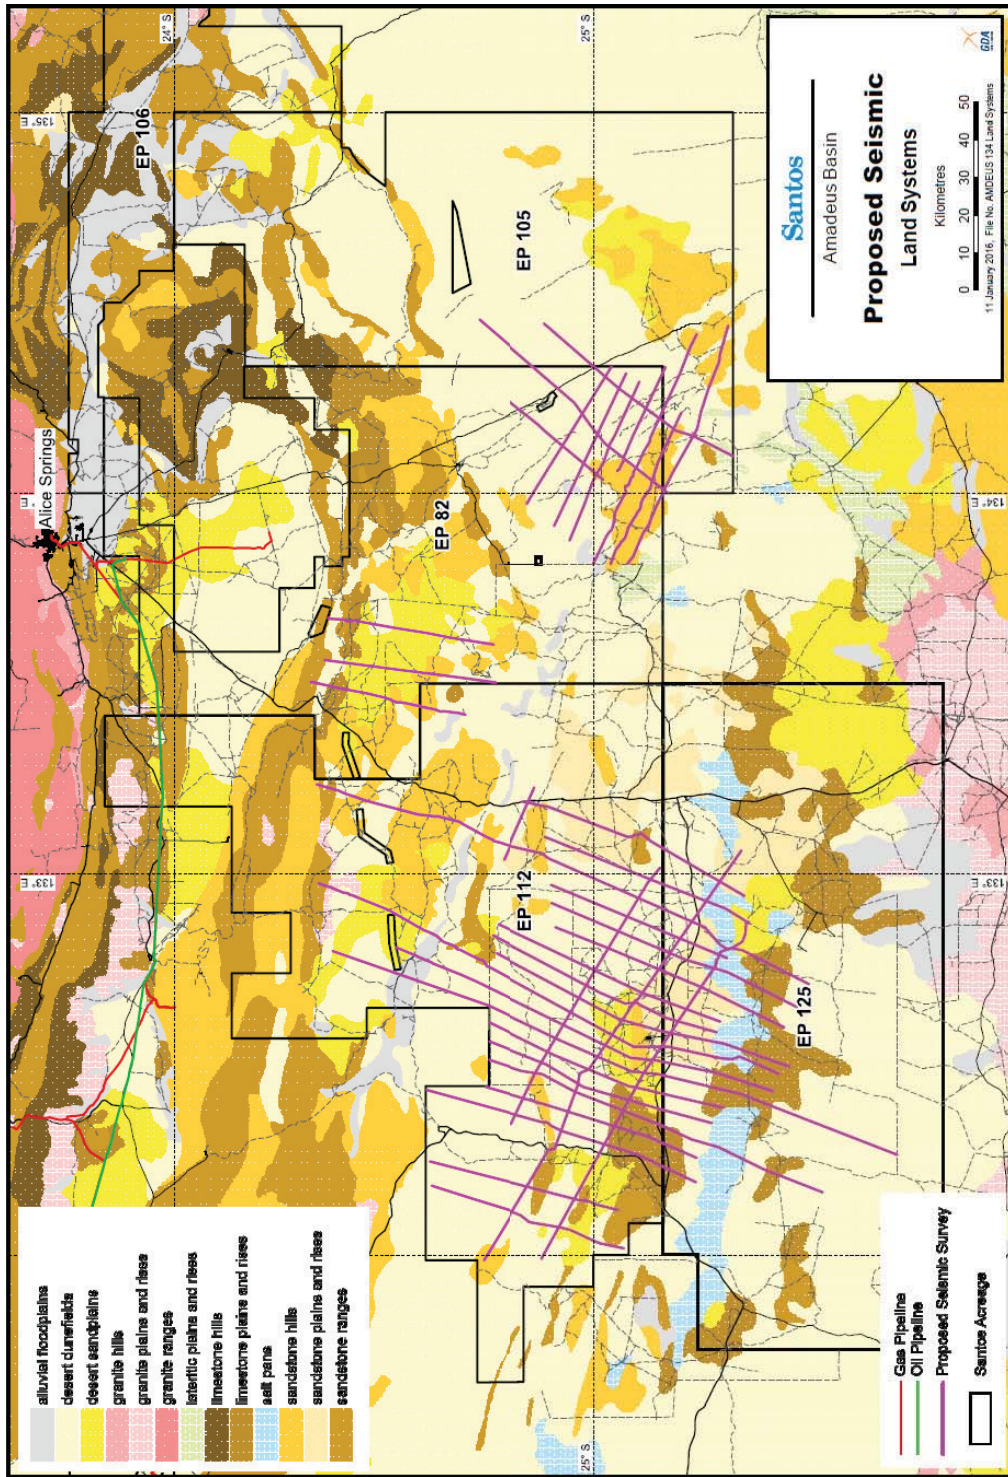 alluvial floodplains
desert dunefields
desert sandplains
granite hills
granite plains and rises
granite ranges
lateritic plains and rises
limestone hills
limestone plains and rises
salt pans
sandstone hills
sandstone plains and rises
sandstone ranges
133° E
Alice Springs
135° E
EP 106
24° S
EP 82
EP 112
EP 105
25° S
25° S
EP 125
133° E
134° E
Gas Pipeline
Oil Pipeline
Proposed Seismic Survey
Santos Acreage
Santos
Amadeus Basin
Proposed Seismic
Land Systems
Kilometres
0 10 20 30 40 50
11 January 2016, File No. AMDEUS 134 Land Systems
GDA